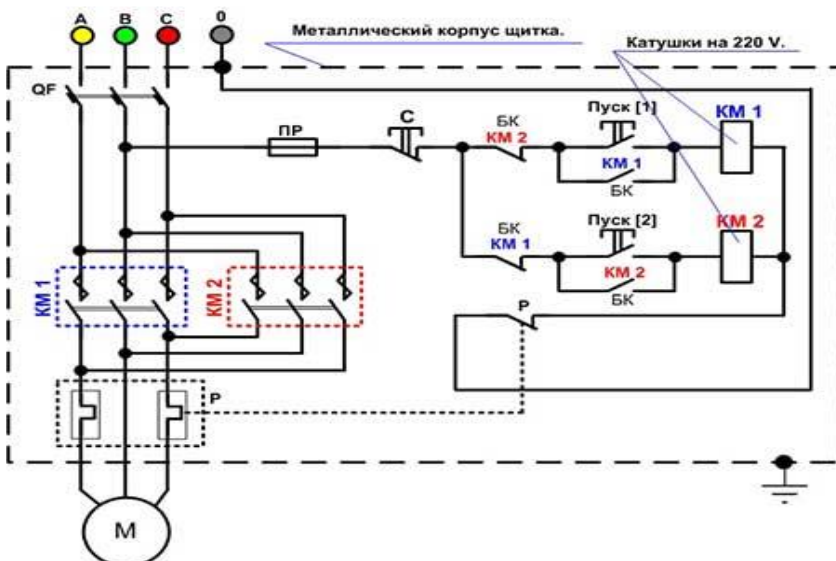 A B C 0
Металлический корпус щитка.
Катушки на 220 V.
QF
ПР
С
БК
КМ 2
Пуск [1]
КМ 1
БК
КМ 1
БК
КМ 1
Пуск [2]
КМ 2
БК
КМ 2
КМ 1
КМ 2
Р
Р
М